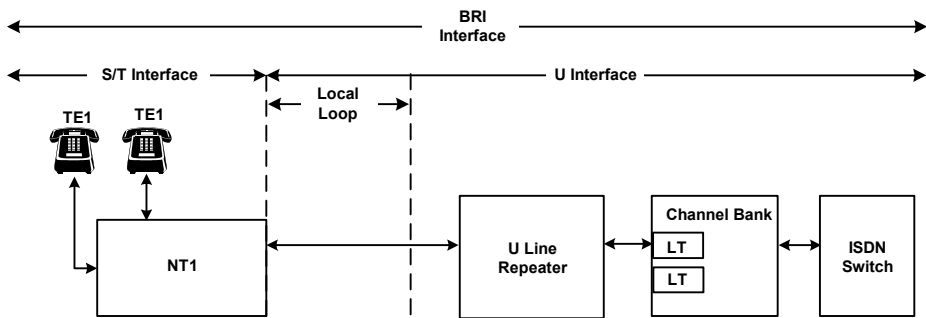 BRI
Interface
S/T Interface
U Interface
Local
Loop
TE1
TE1
NT1
U Line
Repeater
Channel Bank
LT
LT
ISDN
Switch